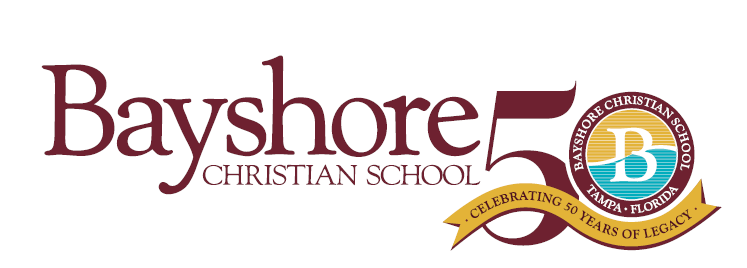 Bayshore
CHRISTIAN SCHOOL
5
BAYSHORE CHRISTIAN SCHOOL
B
TAMPA • FLORIDA
· CELEBRATING 50 YEARS OF LEGACY ·